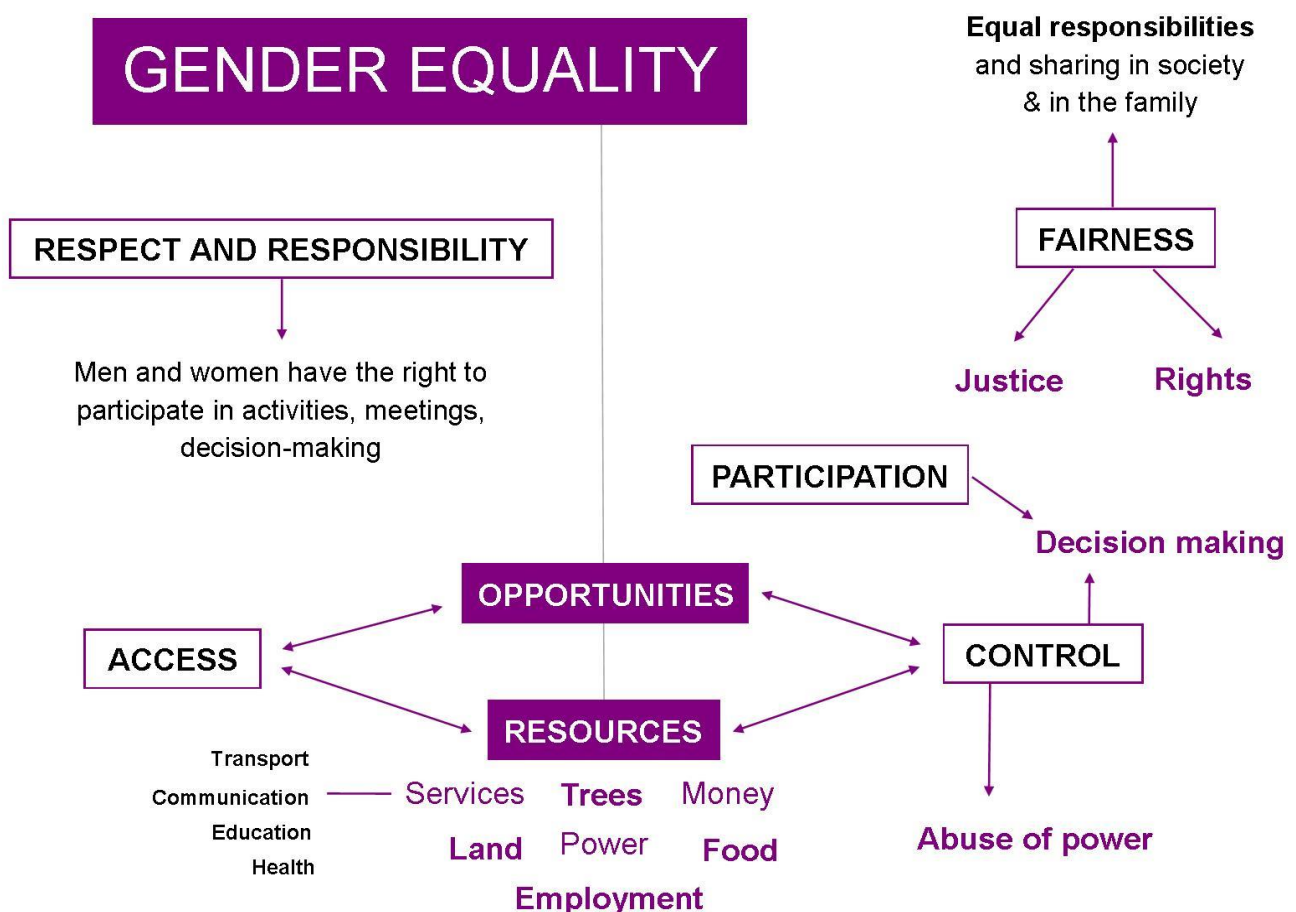 GENDER EQUALITY
Equal responsibilities
and sharing in society
& in the family
RESPECT AND RESPONSIBILITY
FAIRNESS
Men and women have the right to
participate in activities, meetings,
decision-making
Justice
Rights
PARTICIPATION
Decision making
OPPORTUNITIES
ACCESS
CONTROL
RESOURCES
Transport
Communication
Education
Health
Services Trees Money
Land Power Food
Employment
Abuse of power